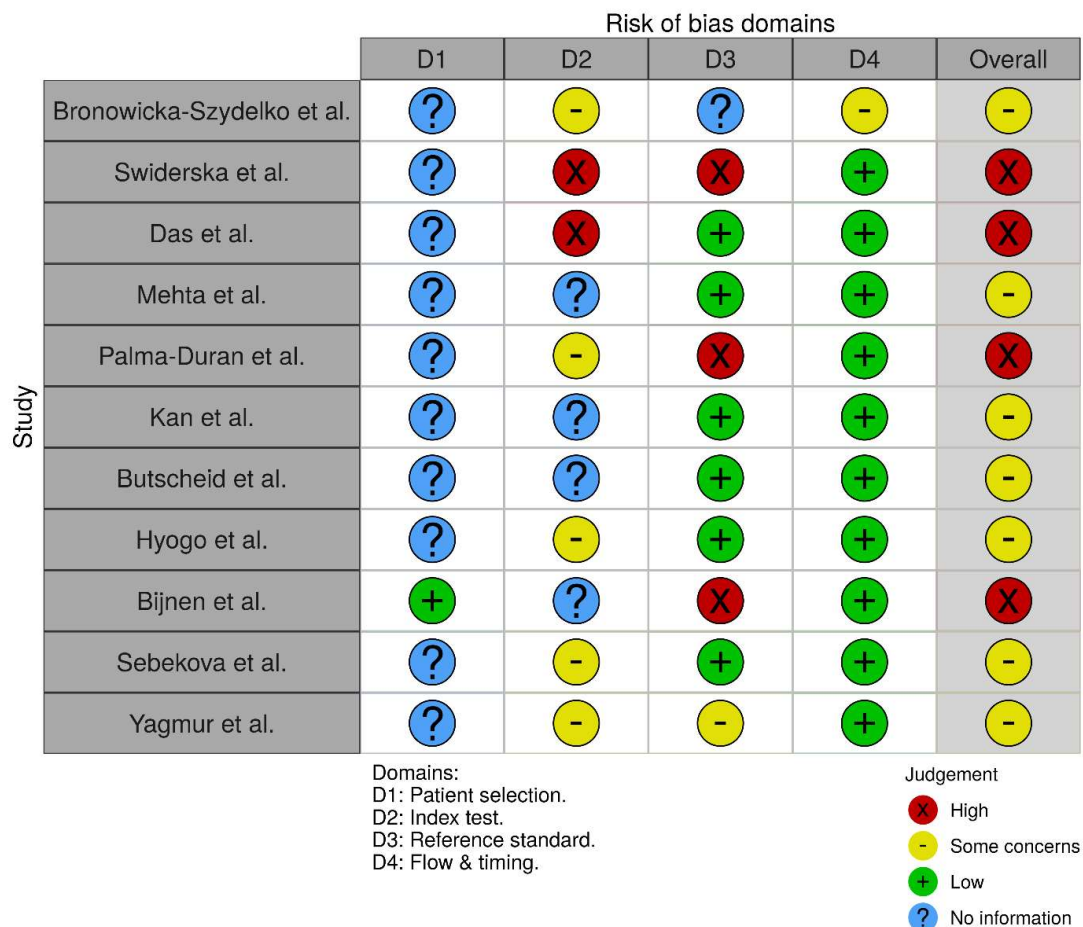 Risk of bias domains
D1 D2 D3 D4 Overall
Study
Bronowicka-Szydelko et al. ? - ? - -
Swiderska et al. ? X X + X
Das et al. ? X + + X
Mehta et al. ? ? + + -
Palma-Duran et al. ? - X + X
Kan et al. ? ? + + -
Butscheid et al. ? ? + + -
Hyogo et al. ? - + + -
Bijnen et al. + ? X + X
Sebekova et al. ? - + + -
Yagmur et al. ? - - + -
Domains:
D1: Patient selection.
D2: Index test.
D3: Reference standard.
D4: Flow & timing.
Judgement
X High
- Some concerns
+ Low
? No information